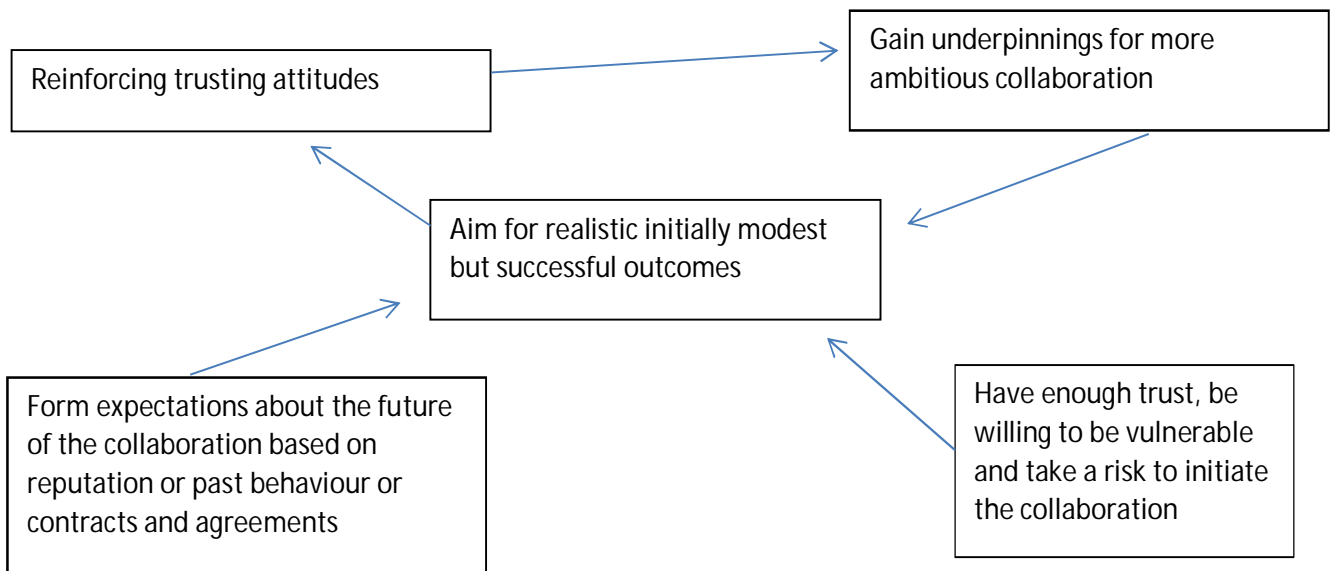 Reinforcing trusting attitudes
Gain underpinnings for more
ambitious collaboration
Aim for realistic initially modest
but successful outcomes
Form expectations about the future
of the collaboration based on
reputation or past behaviour or
contracts and agreements
Have enough trust, be
willing to be vulnerable
and take a risk to initiate
the collaboration